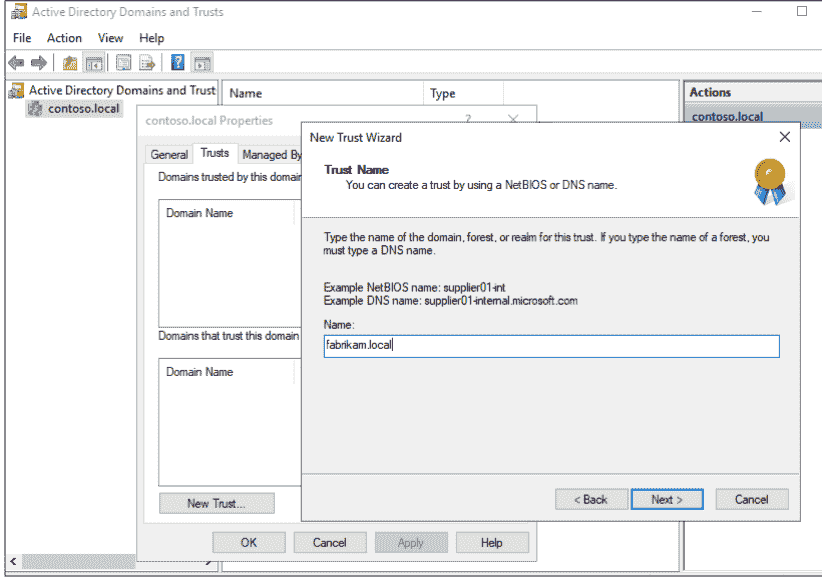 Active Directory Domains and Trusts
File Action View Help
Active Directory Domains and Trust
contoso.local
Name Type
Actions
contoso.local
contoso.local Properties
General Trusts Managed By
Domains trusted by this domain
Domain Name
Domains that trust this domain
Domain Name
New Trust...
OK Cancel Apply Help
New Trust Wizard
Trust Name
You can create a trust by using a NetBIOS or DNS name.
Type the name of the domain, forest, or realm for this trust. If you type the name of a forest, you
must type a DNS name.
Example NetBIOS name: supplier01-int
Example DNS name: supplier01-internal.microsoft.com
Name:
fabrikam.local
< Back Next > Cancel